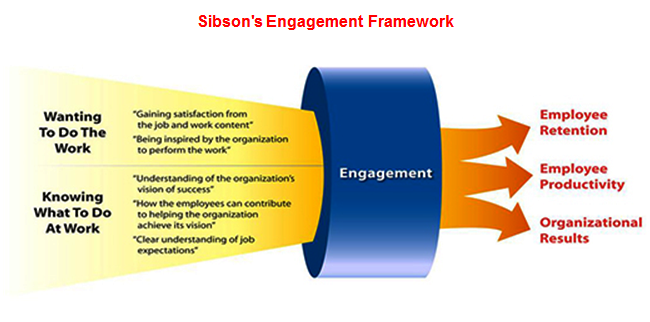 Sibson's Engagement Framework
Wanting
To Do The
Work
"Gaining satisfaction from
the job and work content"
"Being inspired by the organization
to perform the work"
Knowing
What To Do
At Work
"Understanding of the organization's
vision of success"
"How the employees can contribute
to helping the organization
achieve its vision"
"Clear understanding of job
expectations"
Engagement
Employee
Retention
Employee
Productivity
Organizational
Results